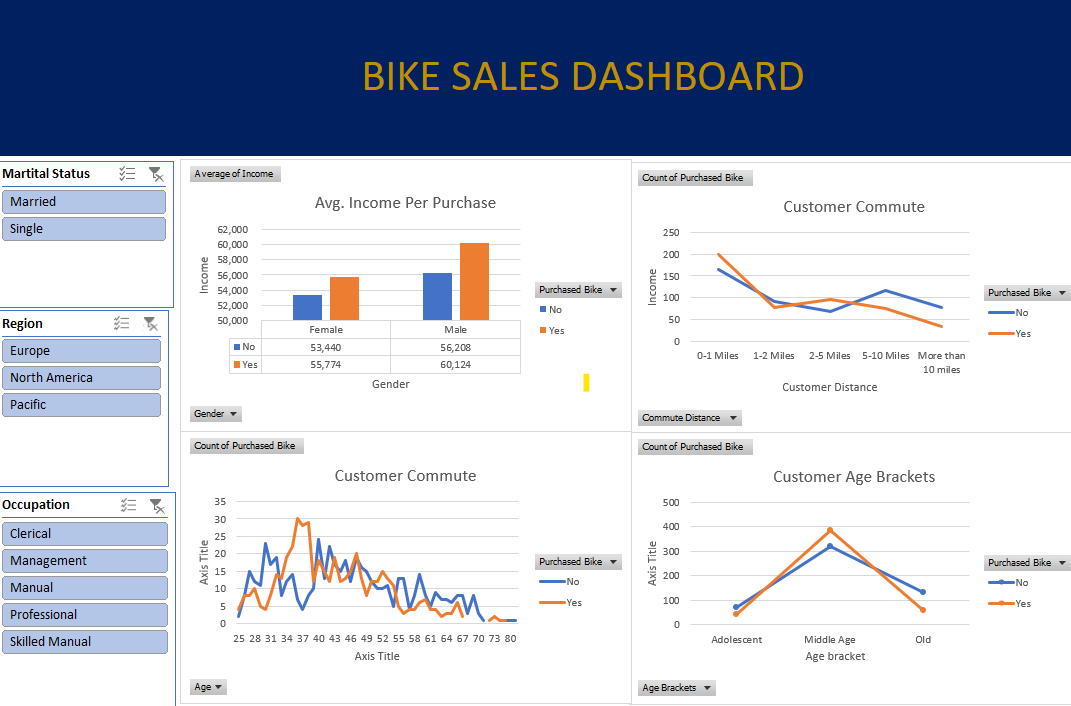 BIKE SALES DASHBOARD
Martital Status
Married
Single
Region
Europe
North America
Pacific
Occupation
Clerical
Management
Manual
Professional
Skilled Manual
Average of Income
Avg. Income Per Purchase
62,000
60,000
58,000
56,000
54,000
52,000
50,000
Income
Female Male
No 53,440 56,208
Yes 55,774 60,124
Gender
Purchased Bike
No
Yes
Gender
Count of Purchased Bike
Customer Commute
250
200
150
100
50
0
Income
0-1 Miles 1-2 Miles 2-5 Miles 5-10 Miles More than
10 miles
Customer Distance
Purchased Bike
No
Yes
Commute Distance
Count of Purchased Bike
Customer Commute
35
30
25
20
15
10
5
0
Axis Title
25 28 31 34 37 40 43 46 49 52 55 58 61 64 67 70 73 80
Axis Title
Purchased Bike
No
Yes
Age
Count of Purchased Bike
Customer Age Brackets
500
400
300
200
100
0
Axis Title
Adolescent Middle Age Old
Age bracket
Purchased Bike
No
Yes
Age Brackets